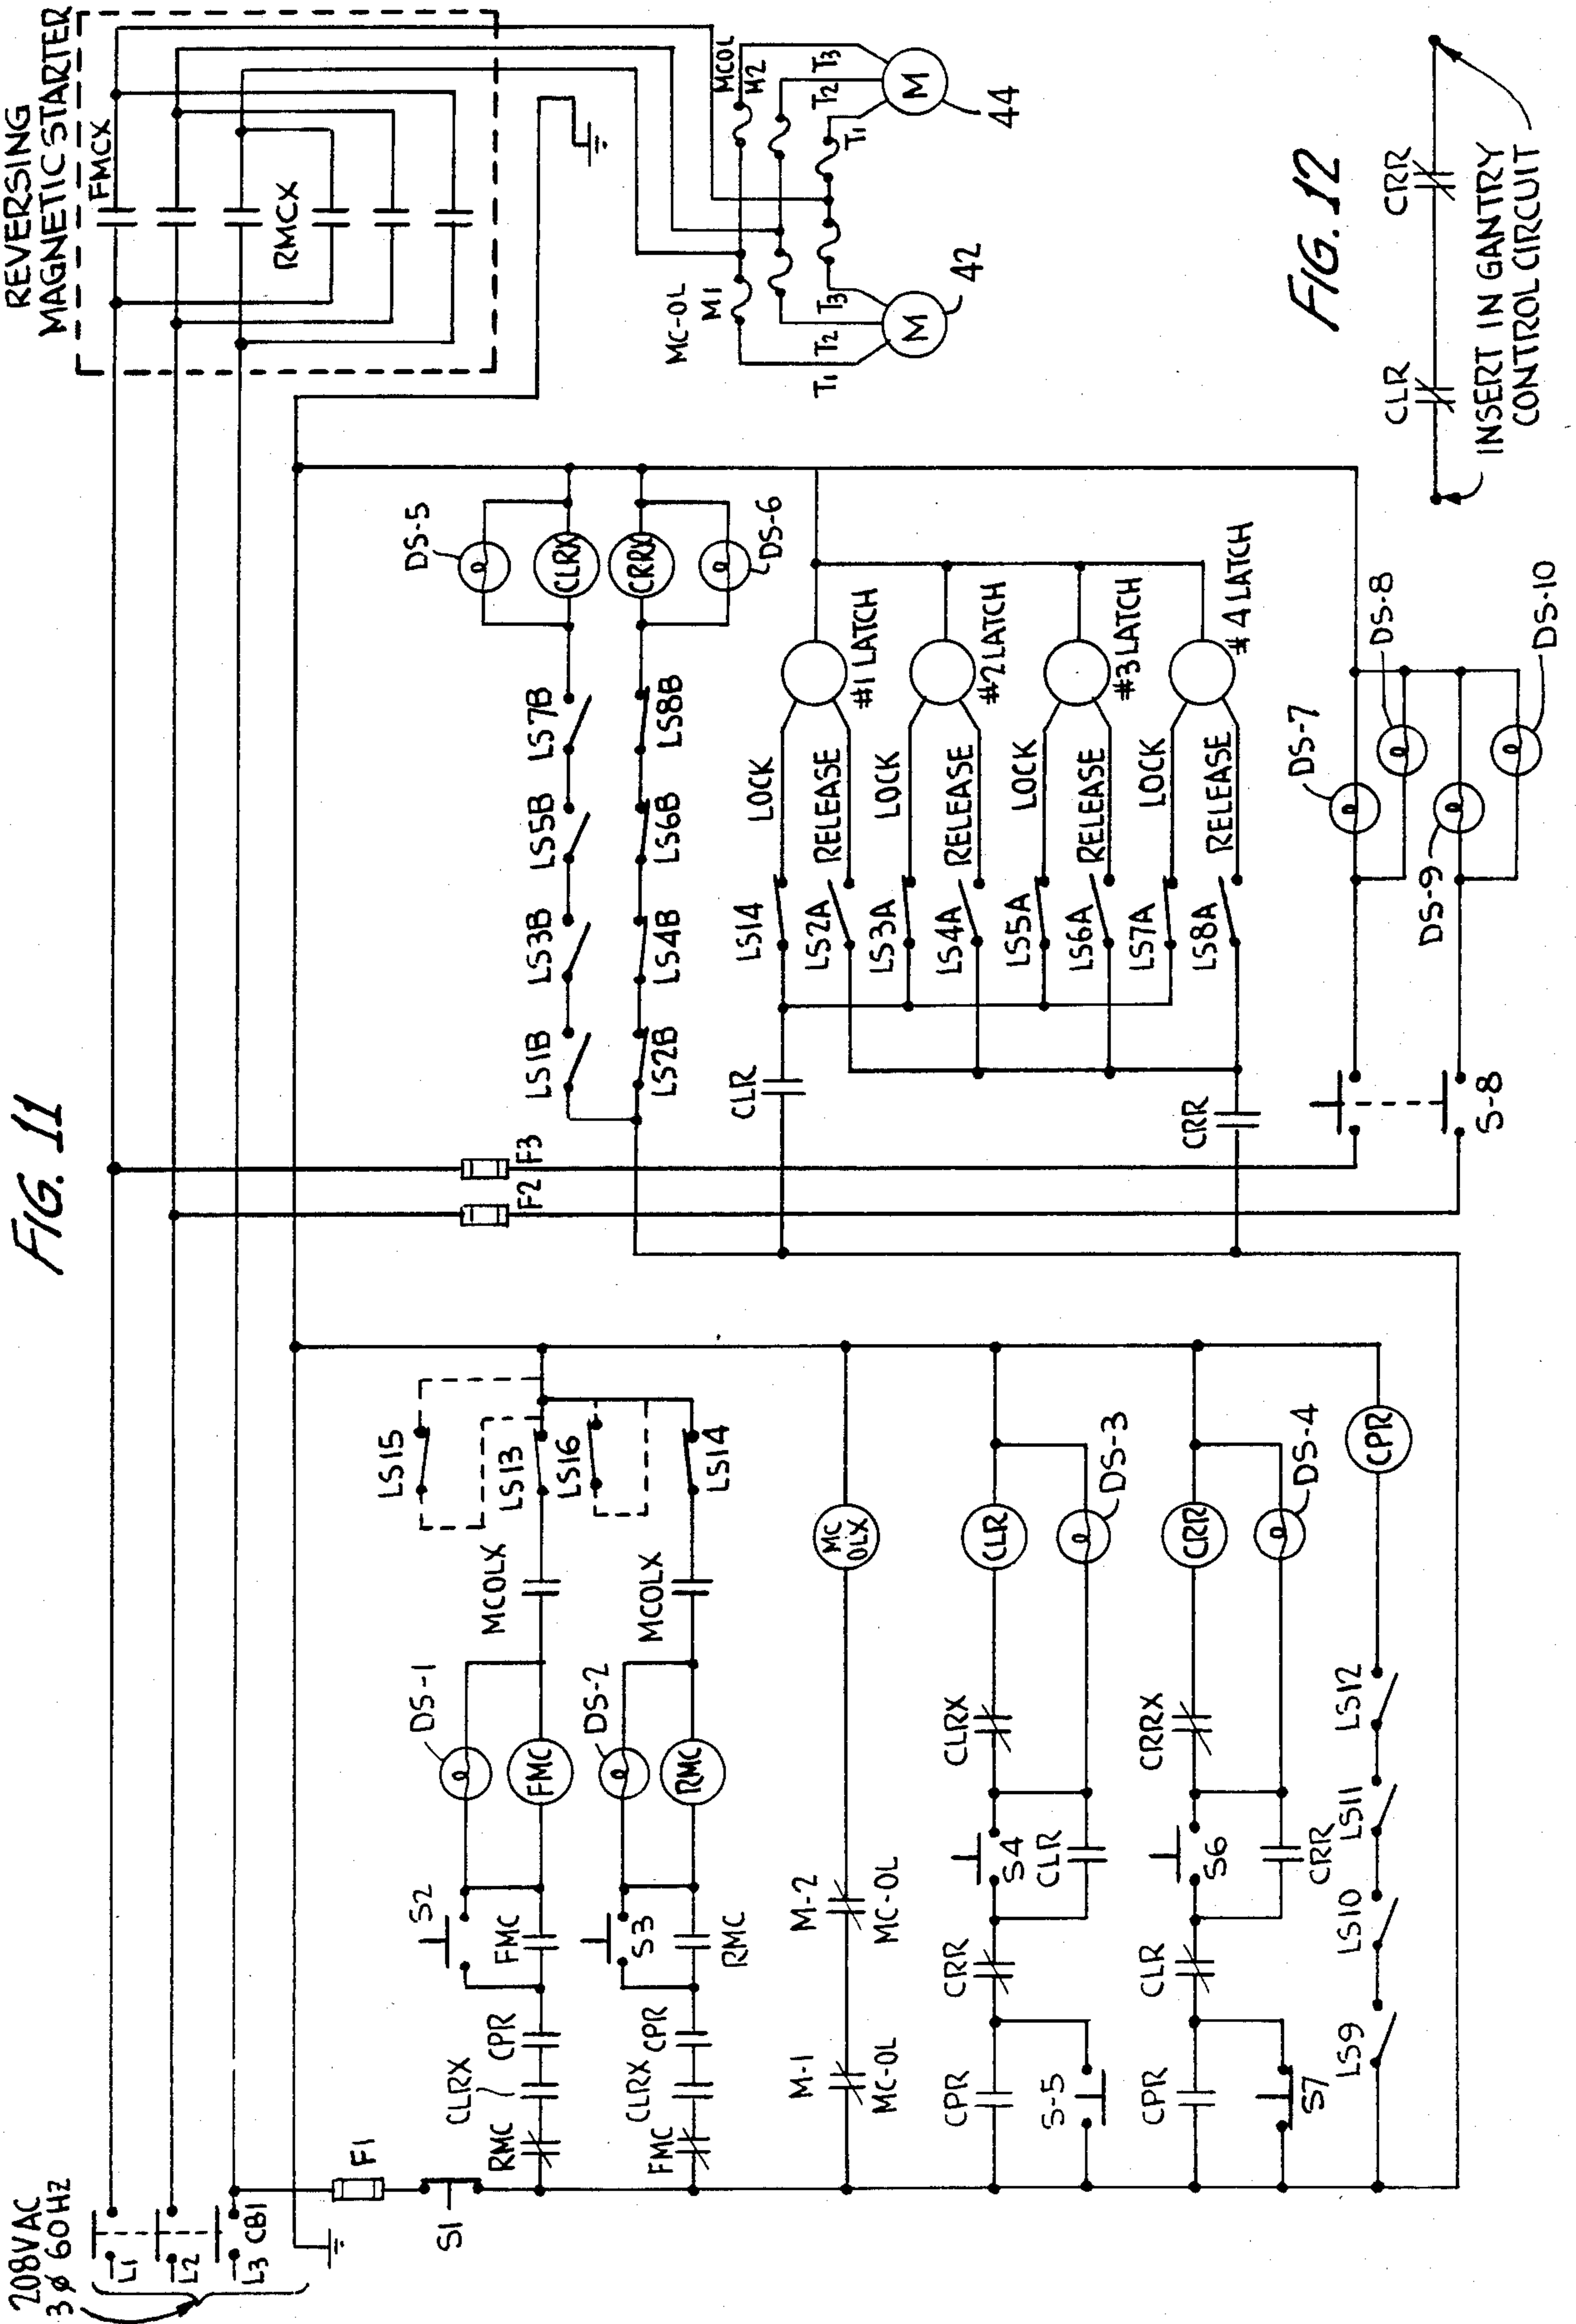 FIG. 11
208VAC
3ø 60HZ
L1
L2
L3
CB1
F1
S1
RMC
CLRX
CPR
S2
FMC
DS-1
FMC
MCOLX
LS15
LS13
LS16
FMC
CLRX
CPR
S3
RMC
DS-2
RMC
MCOLX
LS14
M-1
MC-OL
M-2
MC-OL
MC
OLX
CPR
S-5
CRR
S4
CLR
CLRX
CLR
DS-3
CPR
S7
CLR
S6
CRR
CRRX
CRR
DS-4
LS9
LS10
LS11
LS12
CPR
F2
F3
LS1B
LS3B
LS5B
LS7B
DS-5
CLRX
LS2B
LS4B
LS6B
LS8B
CRRX
DS-6
CLR
CRR
LS14
LOCK
LS2A
RELEASE
#1 LATCH
LS3A
LOCK
LS4A
RELEASE
#2 LATCH
LS5A
LOCK
LS6A
RELEASE
#3 LATCH
LS7A
LOCK
LS8A
RELEASE
#4 LATCH
S-8
DS-7
DS-8
DS-9
DS-10
REVERSING
MAGNETIC STARTER
FMCX
RMCX
MC-OL
M1
T1
T2
T3
M
42
MCOL
M2
T1
T2
T3
M
44
FIG. 12
CLR
CRR
INSERT IN GANTRY
CONTROL CIRCUIT